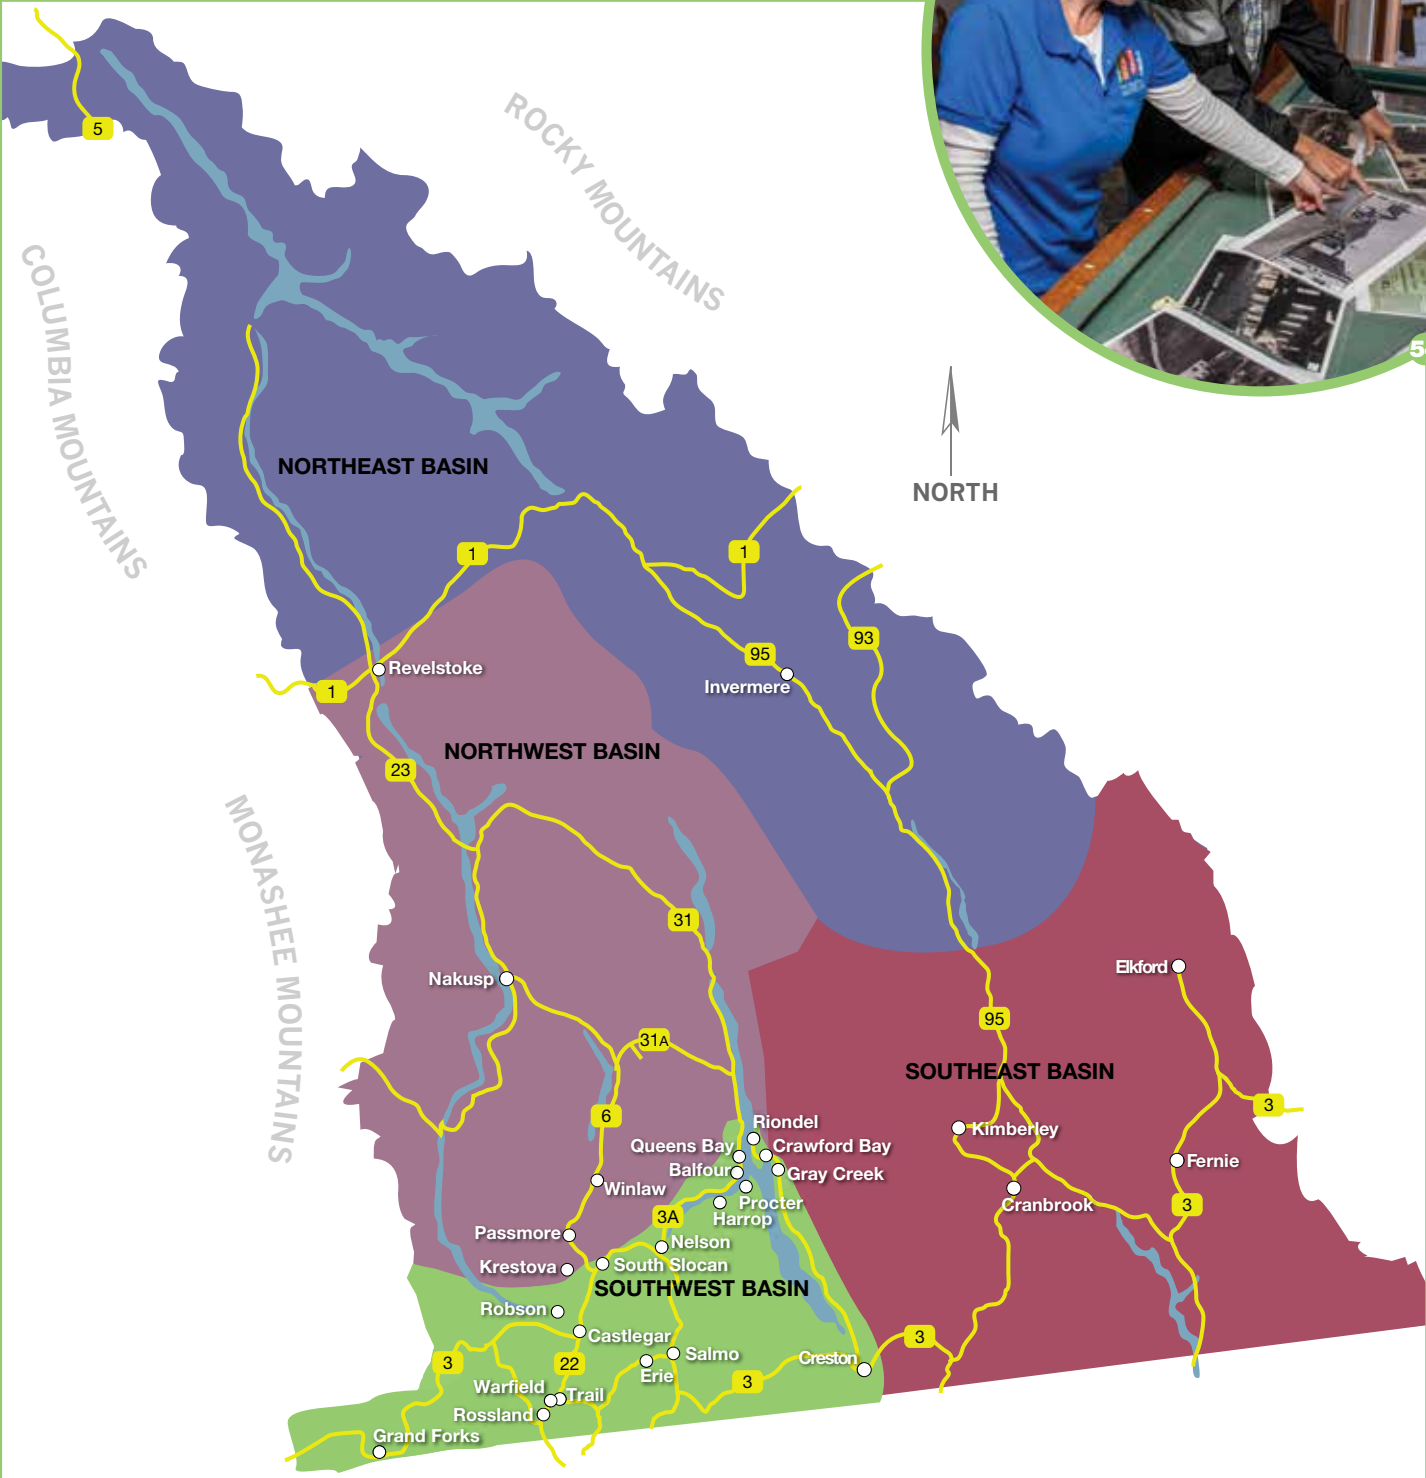 5
ROCKY MOUNTAINS
COLUMBIA MOUNTAINS
5
NORTH
NORTHEAST BASIN
1
1
93
95
Invermere
Revelstoke
1
NORTHWEST BASIN
23
MONASHEE MOUNTAINS
31
Nakusp
Elkford
95
31A
SOUTHEAST BASIN
3
6
Riondel
Kimberley
Queens Bay
Crawford Bay
Balfour
Gray Creek
Fernie
Winlaw
Procter
Cranbrook
3
3A
Harrop
Passmore
Nelson
Krestova
South Slocan
SOUTHWEST BASIN
Robson
Castlegar
3
Salmo
Creston
3
22
Erie
3
Warfield
Trail
Rossland
Grand Forks